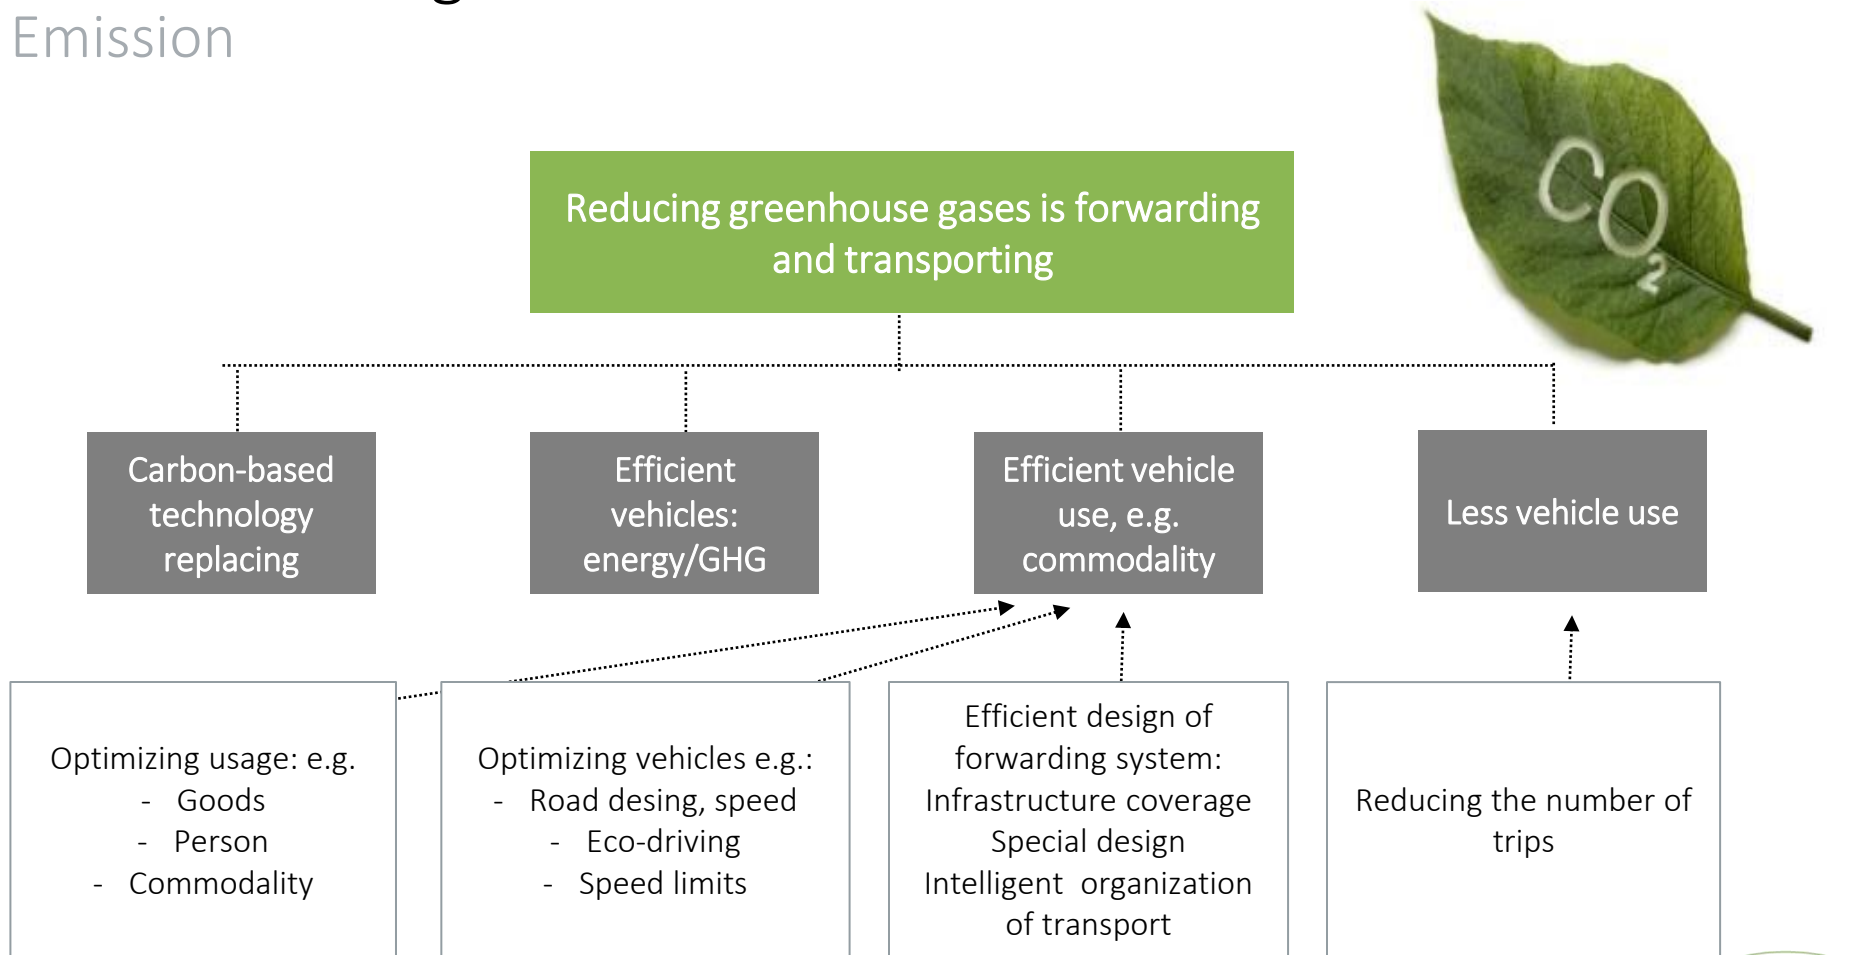 Emission
CO2
Reducing greenhouse gases is forwarding
and transporting
Carbon-based
technology
replacing
Efficient
vehicles:
energy/GHG
Efficient vehicle
use, e.g.
commodality
Less vehicle use
Optimizing usage: e.g.
- Goods
- Person
- Commodality
Optimizing vehicles e.g.:
- Road desing, speed
- Eco-driving
- Speed limits
Efficient design of
forwarding system:
Infrastructure coverage
Special design
Intelligent organization
of transport
Reducing the number of
trips